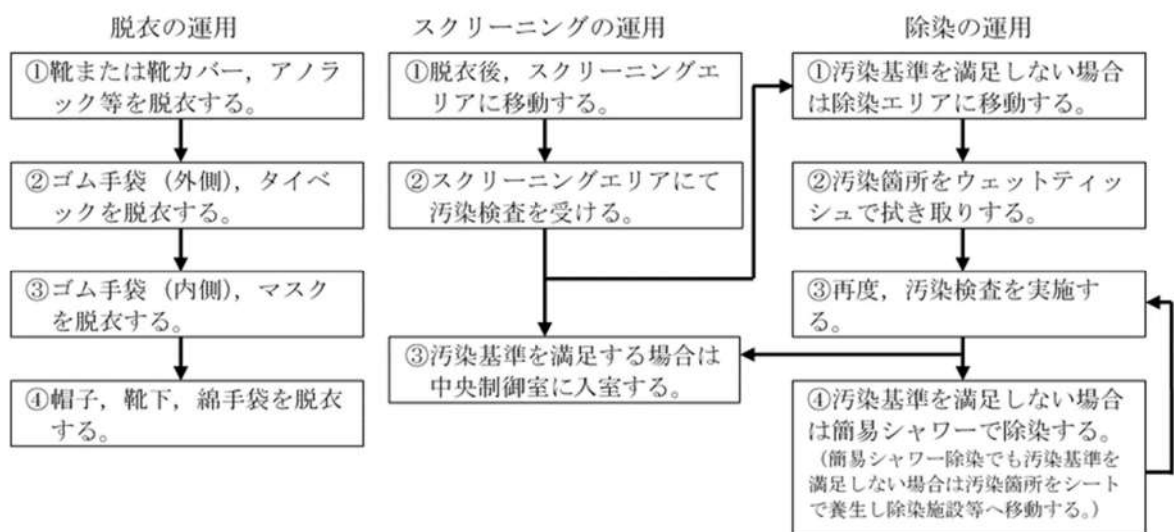 脱衣の運用
①靴または靴カバー，アノラ
ック等を脱衣する。
②ゴム手袋（外側），タイベ
ックを脱衣する。
③ゴム手袋（内側），マスク
を脱衣する。
④帽子，靴下，綿手袋を脱衣
する。
スクリーニングの運用
①脱衣後，スクリーニングエ
リアに移動する。
②スクリーニングエリアにて
汚染検査を受ける。
③汚染基準を満足する場合は
中央制御室に入室する。
除染の運用
①汚染基準を満足しない場合
は除染エリアに移動する。
②汚染箇所をウェットティッ
シュで拭き取りする。
③再度，汚染検査を実施す
る。
④汚染基準を満足しない場合
は簡易シャワーで除染する。
（簡易シャワー除染でも汚染基準を
満足しない場合は汚染箇所をシート
で養生し除染施設等へ移動する。）